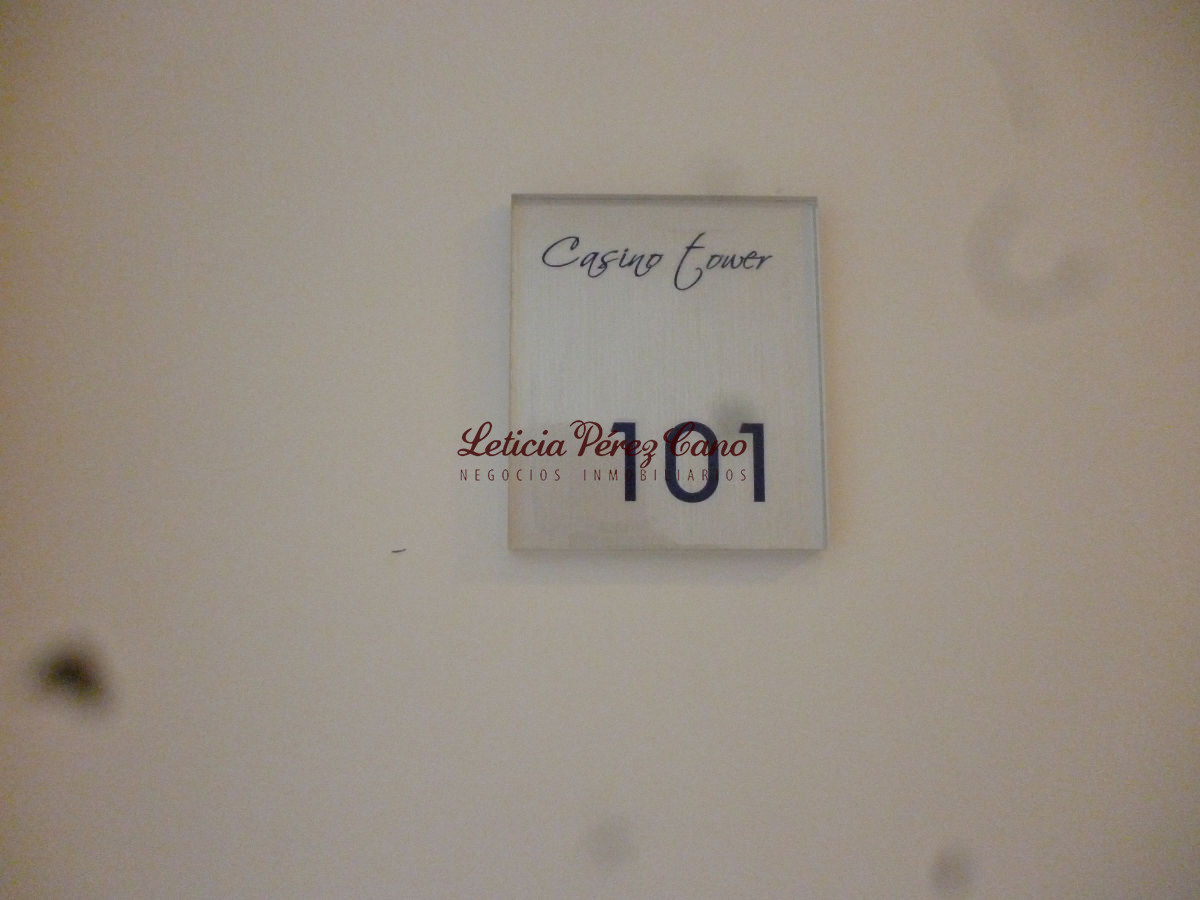 Casino tower
Leticia Pérez Cano
101
NEGOCIOS INMOBILIARIOS